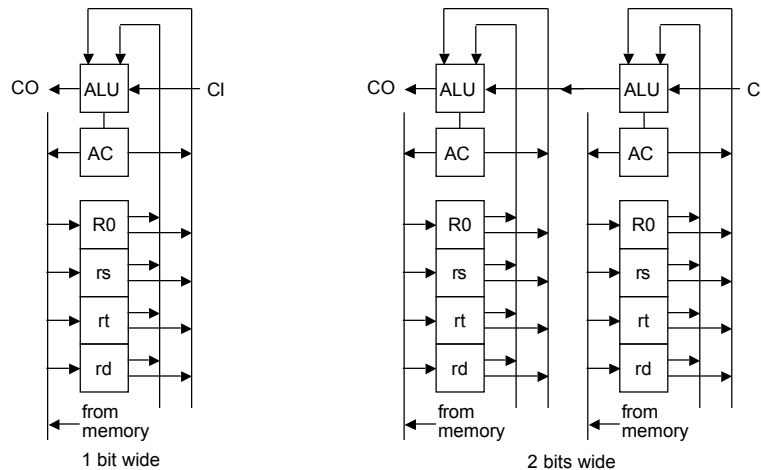 CO
ALU
CI
AC
R0
rs
rt
rd
from
memory
1 bit wide
CO
ALU
ALU
C
AC
AC
R0
R0
rs
rs
rt
rt
rd
rd
from
memory
from
memory
2 bits wide